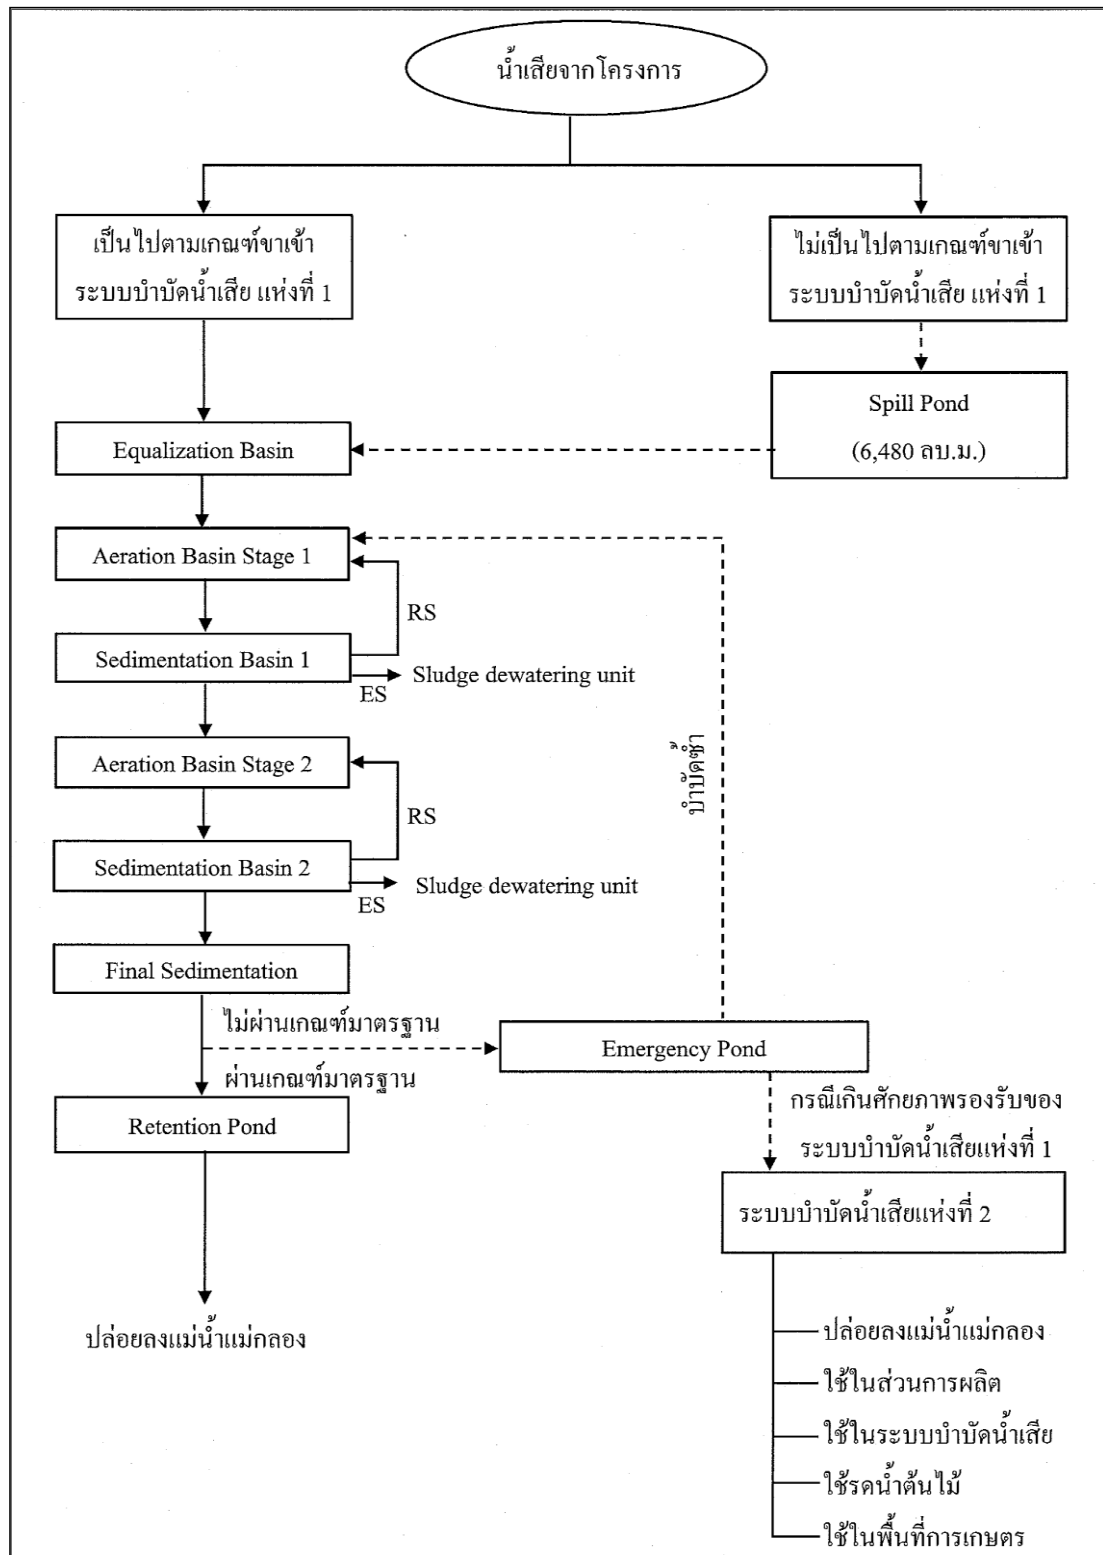 น้ำเสียจากโครงการ
เป็นไปตามเกณฑ์ขาเข้า
ระบบบำบัดน้ำเสีย แห่งที่ 1
ไม่เป็นไปตามเกณฑ์ขาเข้า
ระบบบำบัดน้ำเสีย แห่งที่ 1
Spill Pond
(6,480 ลบ.ม.)
Equalization Basin
Aeration Basin Stage 1
RS
Sedimentation Basin 1
ES
Sludge dewatering unit
บำบัดซ้ำ
Aeration Basin Stage 2
RS
Sedimentation Basin 2
ES
Sludge dewatering unit
Final Sedimentation
ไม่ผ่านเกณฑ์มาตรฐาน
Emergency Pond
ผ่านเกณฑ์มาตรฐาน
Retention Pond
กรณีเกินศักยภาพรองรับของ
ระบบบำบัดน้ำเสียแห่งที่ 1
ระบบบำบัดน้ำเสียแห่งที่ 2
ปล่อยลงแม่น้ำแม่กลอง
ปล่อยลงแม่น้ำแม่กลอง
ใช้ในส่วนการผลิต
ใช้ในระบบบำบัดน้ำเสีย
ใช้รดน้ำต้นไม้
ใช้ในพื้นที่การเกษตร